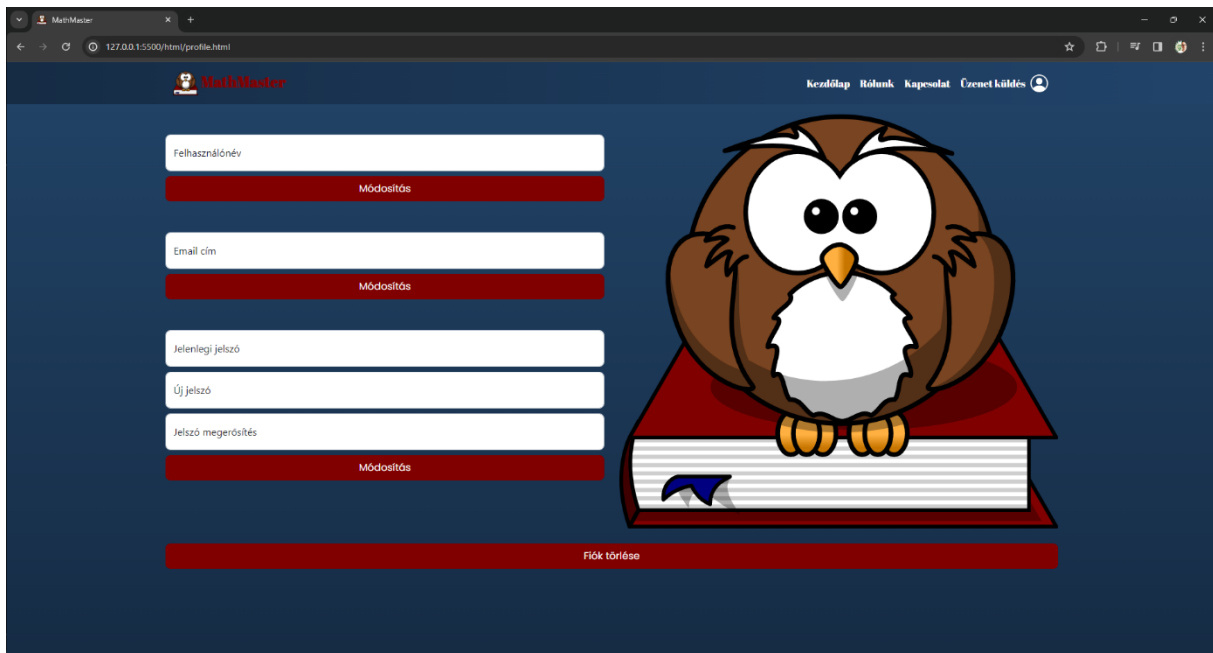 MathMaster
127.0.0.1:5500/html/profile.html
MathMaster
Kezdőlap Rólunk Kapcsolat Üzenet küldés
Felhasználónév
Módosítás
Email cím
Módosítás
Jelenlegi jelszó
Új jelszó
Jelszó megerősítés
Módosítás
Fiók törlése